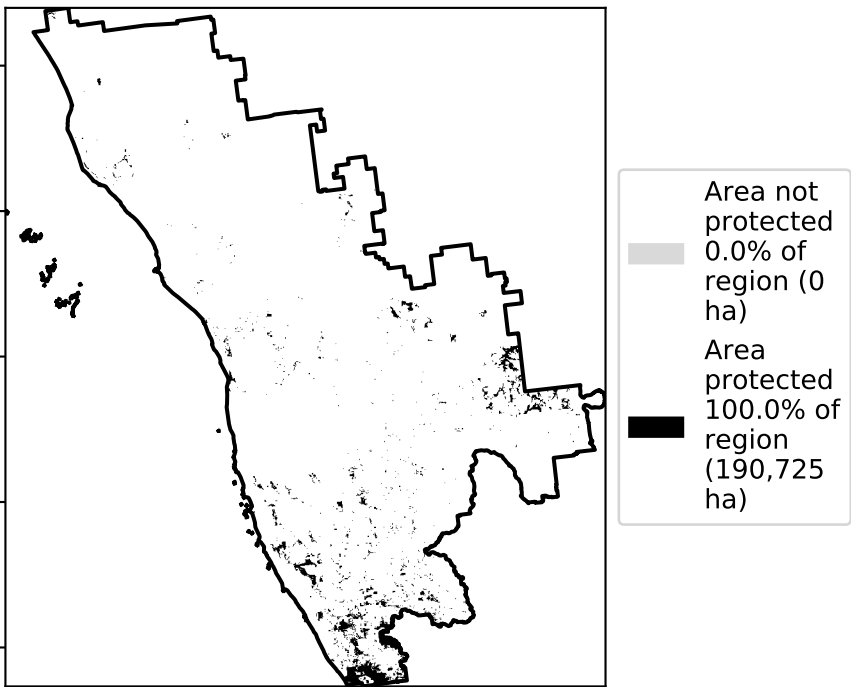 Area not
protected
0.0% of
region (0
ha)
Area
protected
100.0% of
region
(190,725
ha)